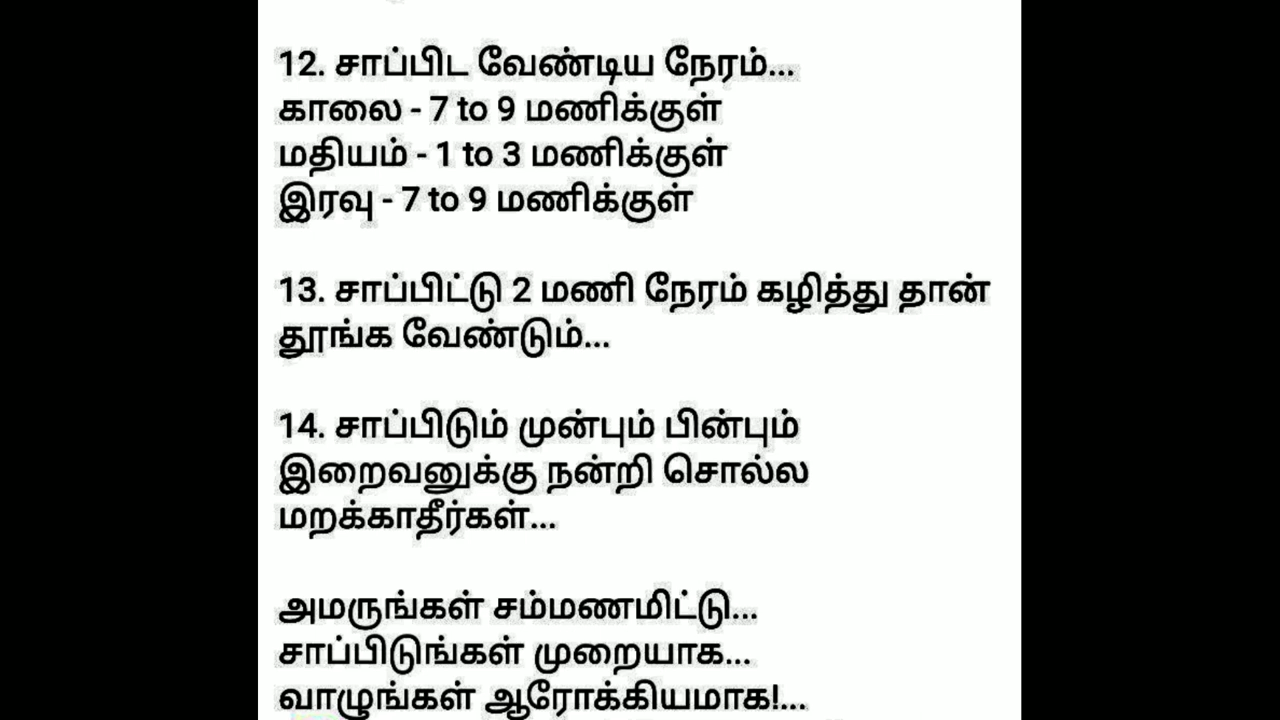 12. சாப்பிட வேண்டிய நேரம்...
காலை - 7 to 9 மணிக்குள்
மதியம் - 1 to 3 மணிக்குள்
இரவு - 7 to 9 மணிக்குள்
13. சாப்பிட்டு 2 மணி நேரம் கழித்து தான்
தூங்க வேண்டும்...
14. சாப்பிடும் முன்பும் பின்பும்
இறைவனுக்கு நன்றி சொல்ல
மறக்காதீர்கள்...
அமருங்கள் சம்மணமிட்டு...
சாப்பிடுங்கள் முறையாக...
வாழுங்கள் ஆரோக்கியமாக!...